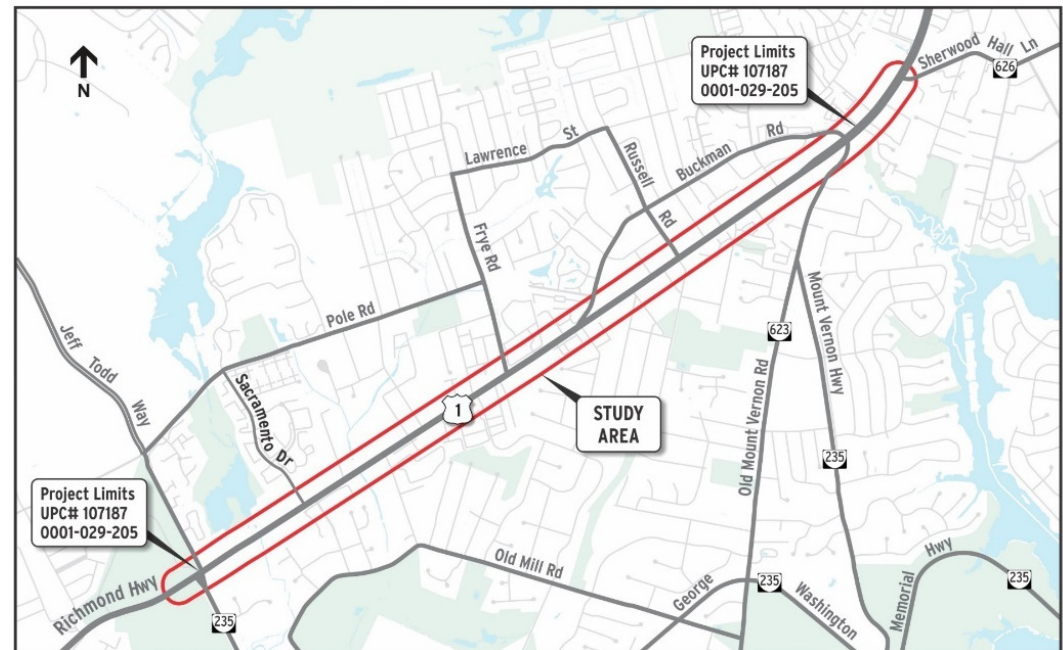 N
Project Limits
UPC# 107187
0001-029-205
Sherwood Hall Ln
626
Lawrence St
Russell Rd
Buckman Rd
Frye Rd
Pole Rd
Jeff Todd Way
Sacramento Dr
1
STUDY
AREA
623
Old Mount Vernon Rd
Mount Vernon Hwy
235
Project Limits
UPC# 107187
0001-029-205
Richmond Hwy
235
Old Mill Rd
George Washington
235
Memorial Hwy
235